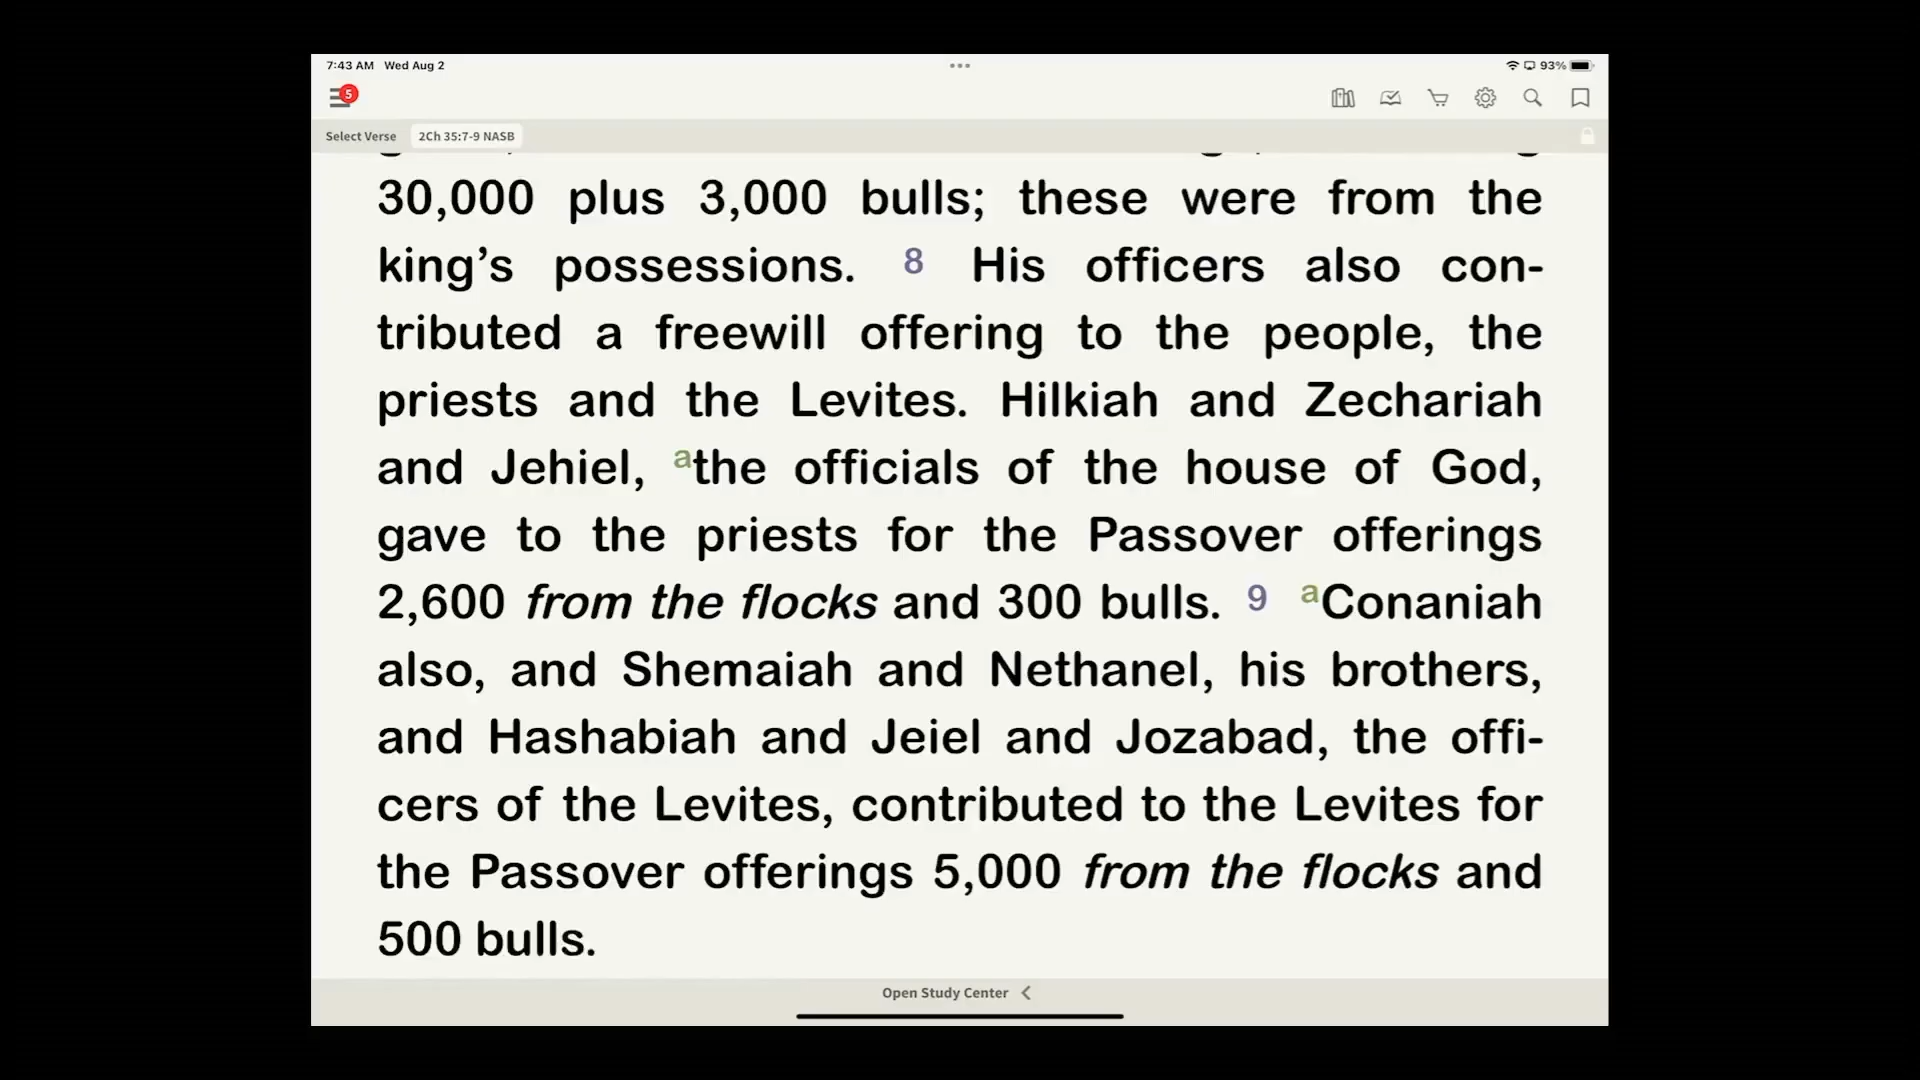 7:43 AM Wed Aug 2
93%
5
Select Verse 2Ch 35:7-9 NASB
30,000 plus 3,000 bulls; these were from the
king’s possessions. 8 His officers also con-
tributed a freewill offering to the people, the
priests and the Levites. Hilkiah and Zechariah
and Jehiel, athe officials of the house of God,
gave to the priests for the Passover offerings
2,600 from the flocks and 300 bulls. 9 aConaniah
also, and Shemaiah and Nethanel, his brothers,
and Hashabiah and Jeiel and Jozabad, the offi-
cers of the Levites, contributed to the Levites for
the Passover offerings 5,000 from the flocks and
500 bulls.
Open Study Center